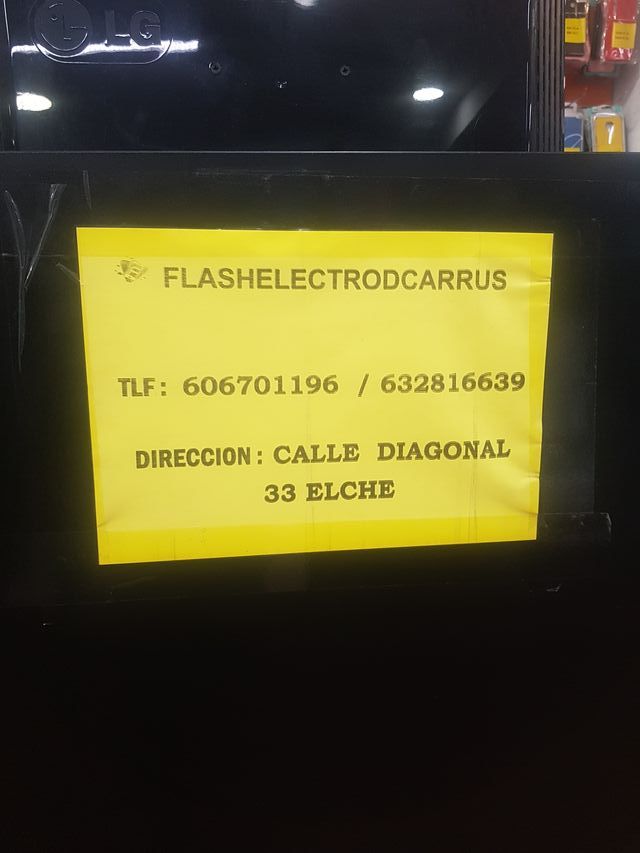 LG
FLASHELECTRODCARRUS
TLF: 606701196 / 632816639
DIRECCION: CALLE DIAGONAL
33 ELCHE